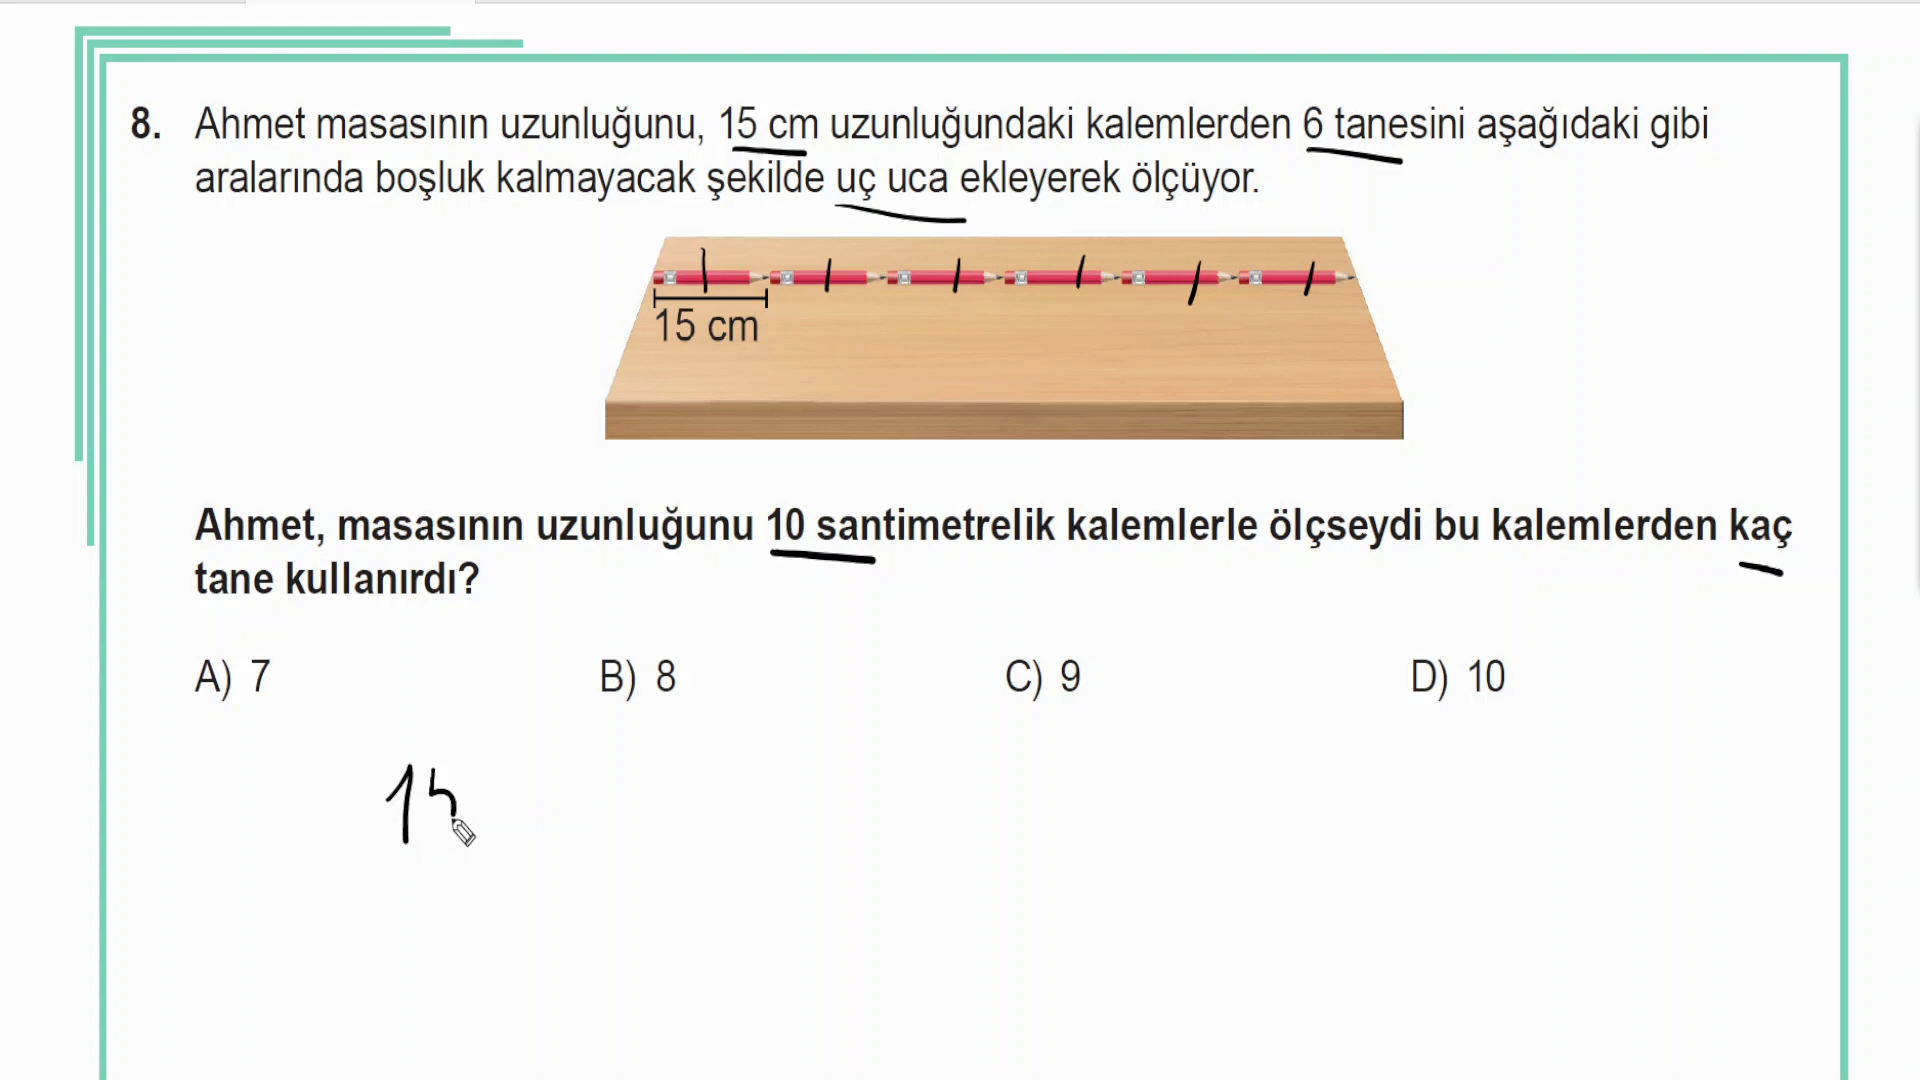 8. Ahmet masasının uzunluğunu, 15 cm uzunluğundaki kalemlerden 6 tanesini aşağıdaki gibi
aralarında boşluk kalmayacak şekilde uç uca ekleyerek ölçüyor.
15 cm
Ahmet, masasının uzunluğunu 10 santimetrelik kalemlerle ölçseydi bu kalemlerden kaç
tane kullanırdı?
A) 7
B) 8
C) 9
D) 10